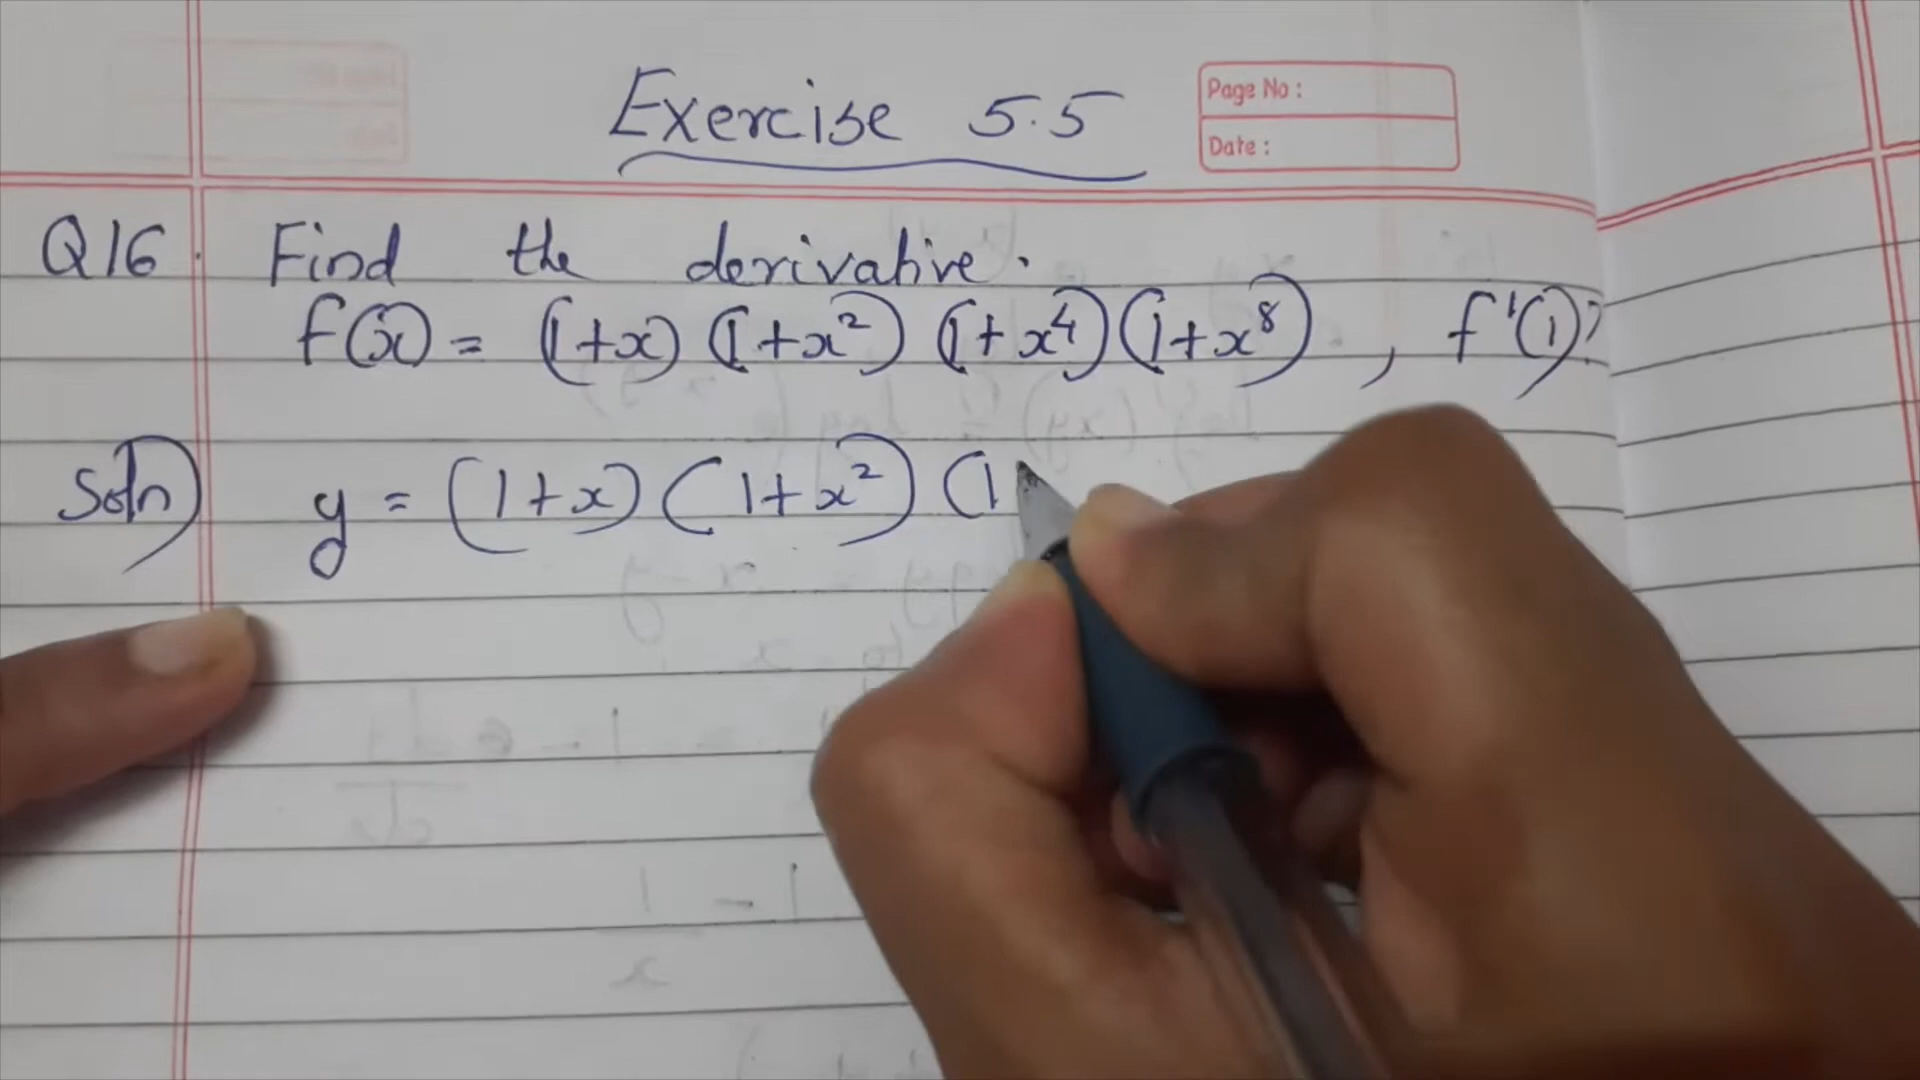 Exercise 5.5
Page No :
Date :
Q16. Find the derivative.
f(x) = (1+x) (1+x²) (1+x⁴) (1+x⁸) , f'(1)
Soln) y = (1+x) (1+x²) (1